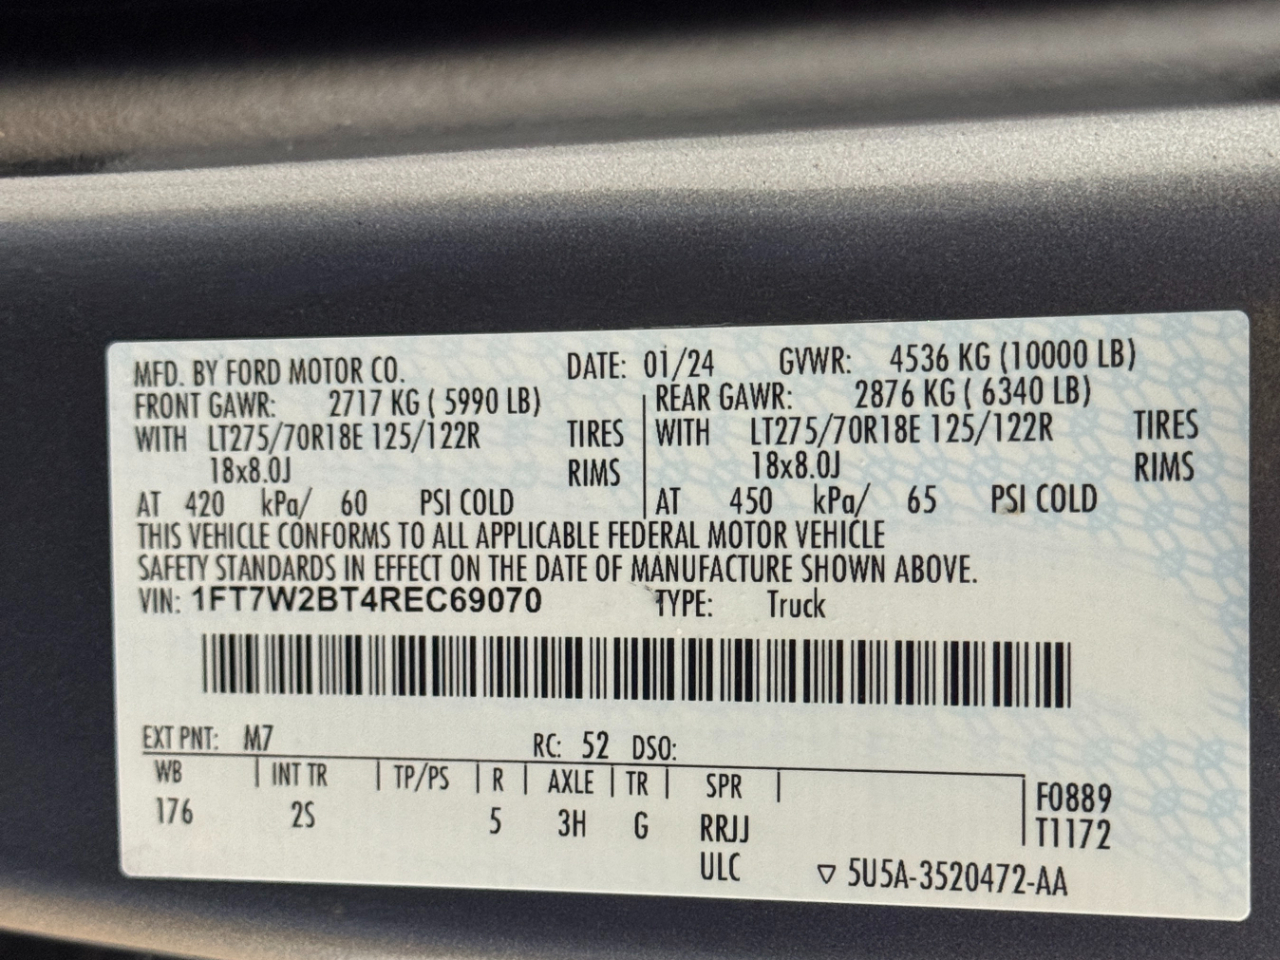 MFD. BY FORD MOTOR CO. DATE: 01/24 GVWR: 4536 KG (10000 LB)
FRONT GAWR: 2717 KG ( 5990 LB) REAR GAWR: 2876 KG ( 6340 LB)
WITH LT275/70R18E 125/122R TIRES WITH LT275/70R18E 125/122R TIRES
18x8.0J RIMS 18x8.0J RIMS
AT 420 kPa/ 60 PSI COLD AT 450 kPa/ 65 PSI COLD
THIS VEHICLE CONFORMS TO ALL APPLICABLE FEDERAL MOTOR VEHICLE
SAFETY STANDARDS IN EFFECT ON THE DATE OF MANUFACTURE SHOWN ABOVE.
VIN: 1FT7W2BT4REC69070 TYPE: Truck
EXT PNT: M7 RC: 52 DSO:
WB INT TR TP/PS R AXLE TR SPR F0889
176 2S 5 3H G RRJJ T1172
ULC 5U5A-3520472-AA